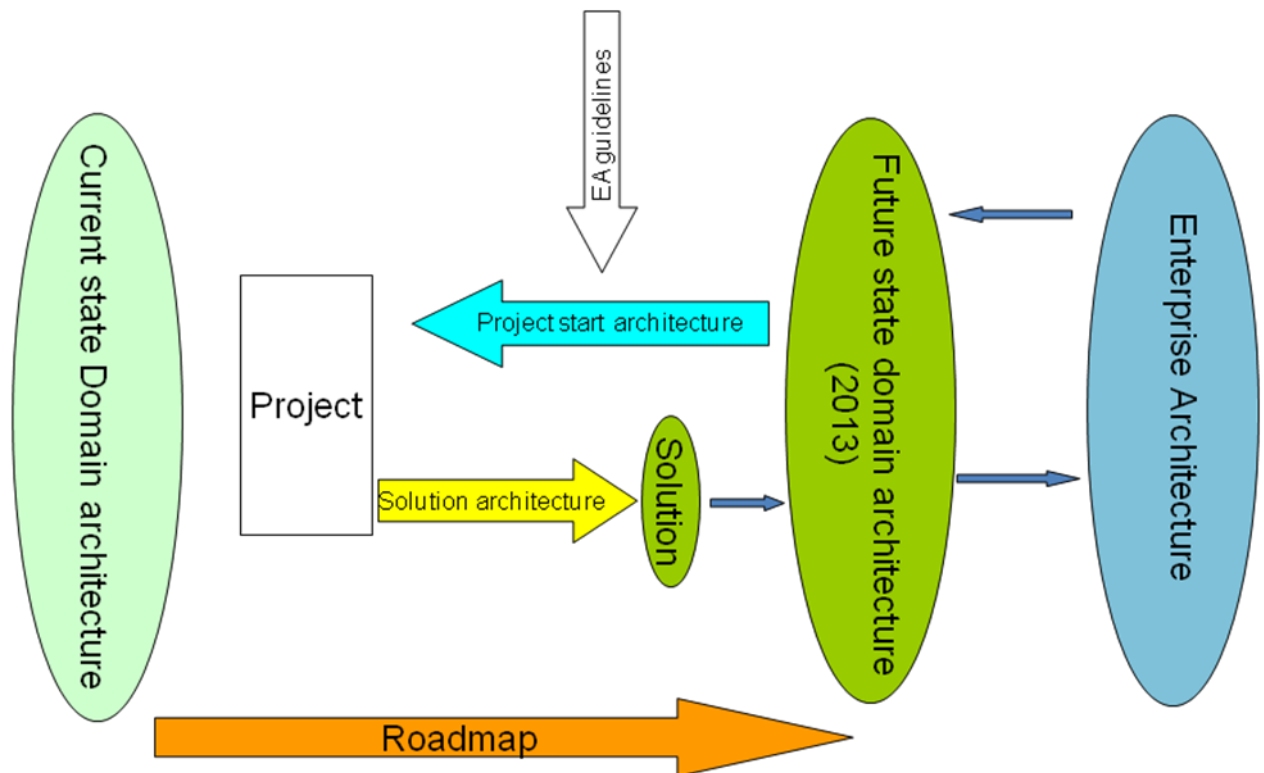 EA guidelines
Current state Domain architecture
Project
Project start architecture
Solution architecture
Solution
Future state domain architecture
(2013)
Enterprise Architecture
Roadmap